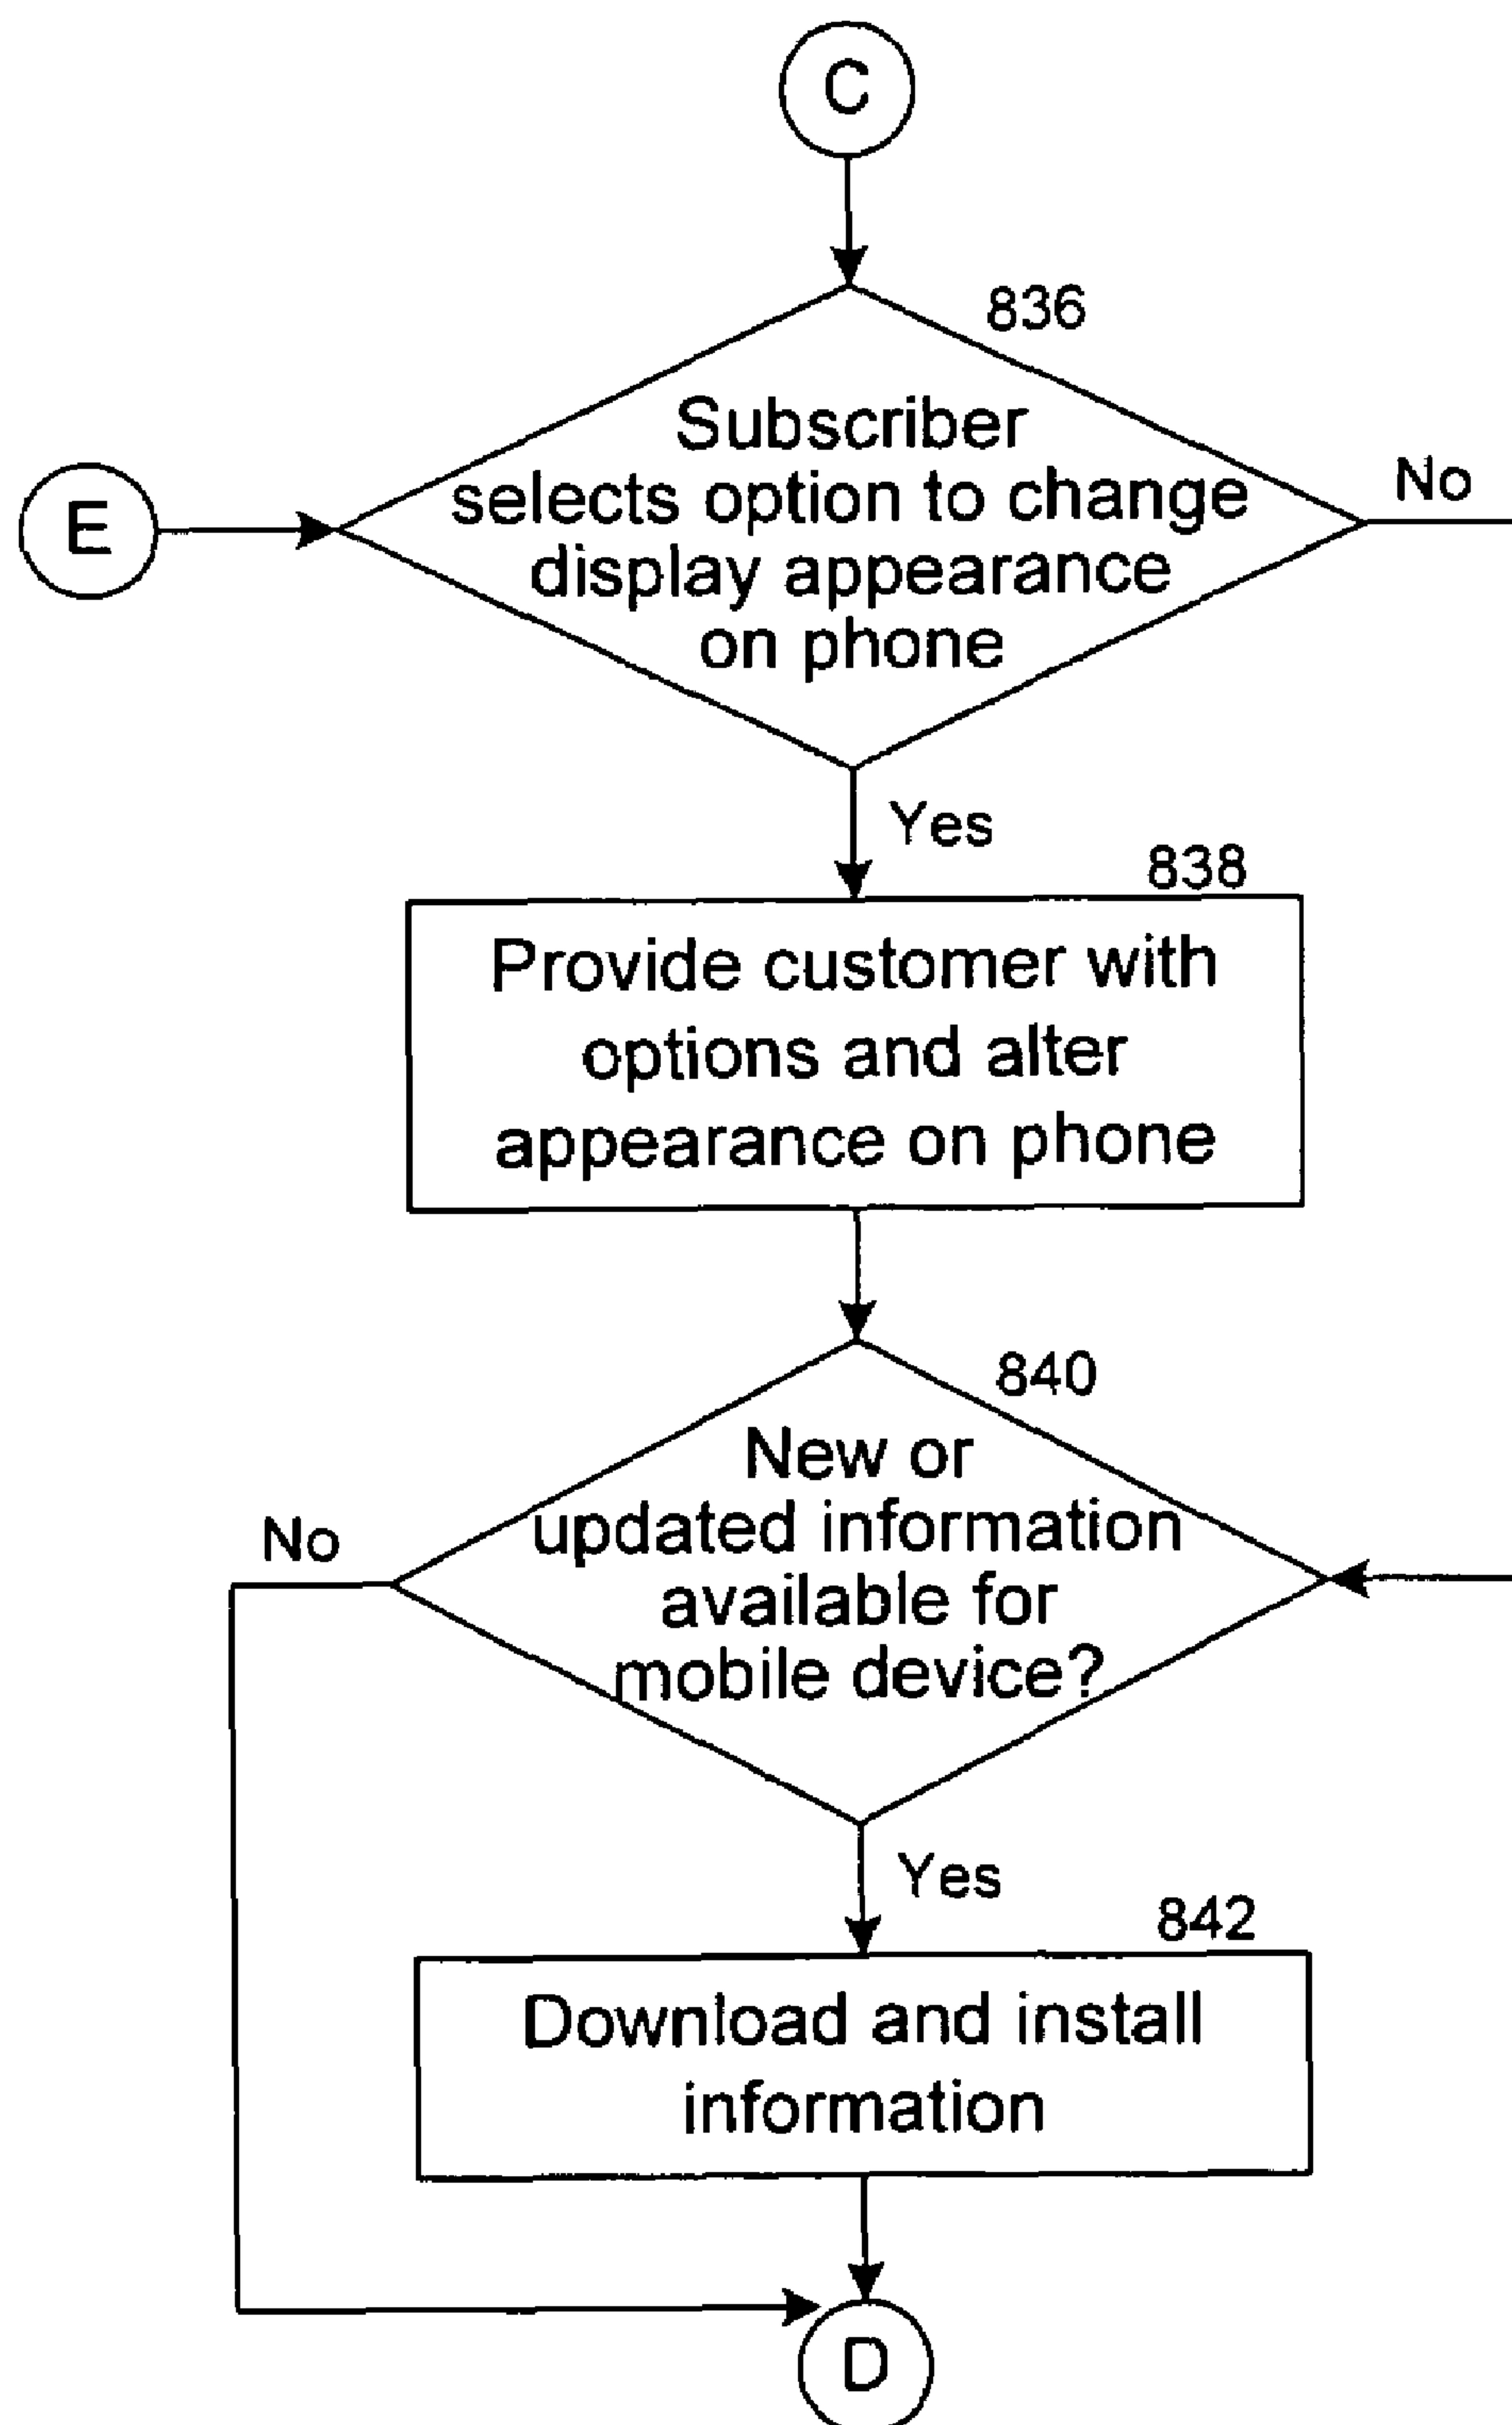 C
836
Subscriber
selects option to change
display appearance
on phone
No
E
Yes
838
Provide customer with
options and alter
appearance on phone
840
New or
updated information
available for
mobile device?
No
Yes
842
Download and install
information
D